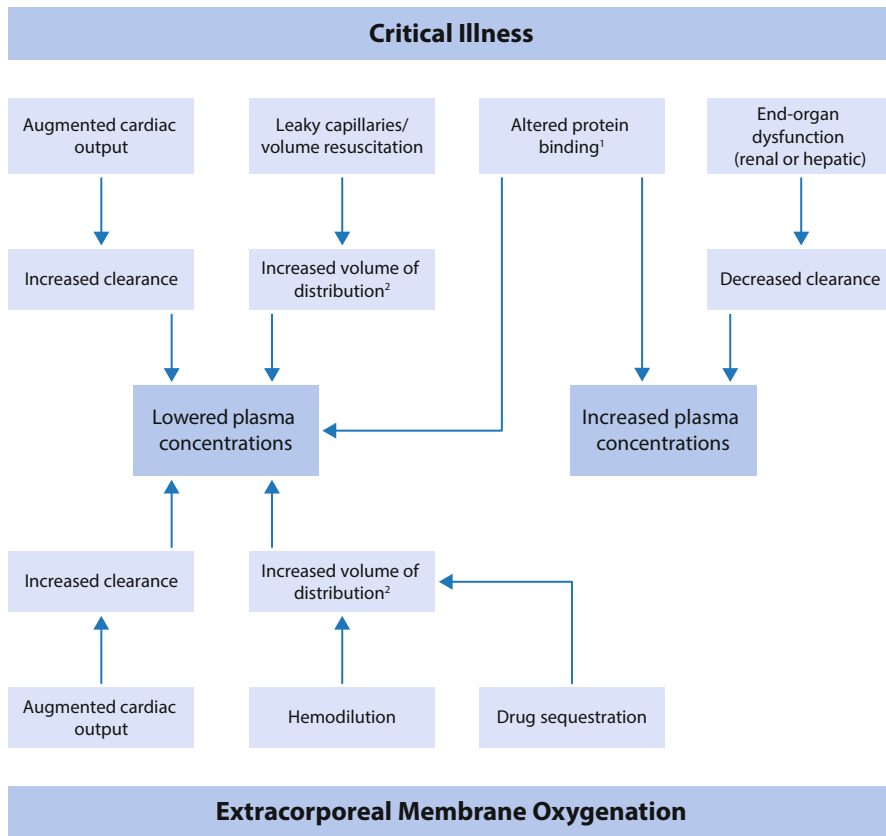 Critical Illness
Augmented cardiac
output
Leaky capillaries/
volume resuscitation
Altered protein
binding¹
End-organ
dysfunction
(renal or hepatic)
Increased clearance
Increased volume of
distribution²
Decreased clearance
Lowered plasma
concentrations
Increased plasma
concentrations
Increased clearance
Increased volume of
distribution²
Augmented cardiac
output
Hemodilution
Drug sequestration
Extracorporeal Membrane Oxygenation